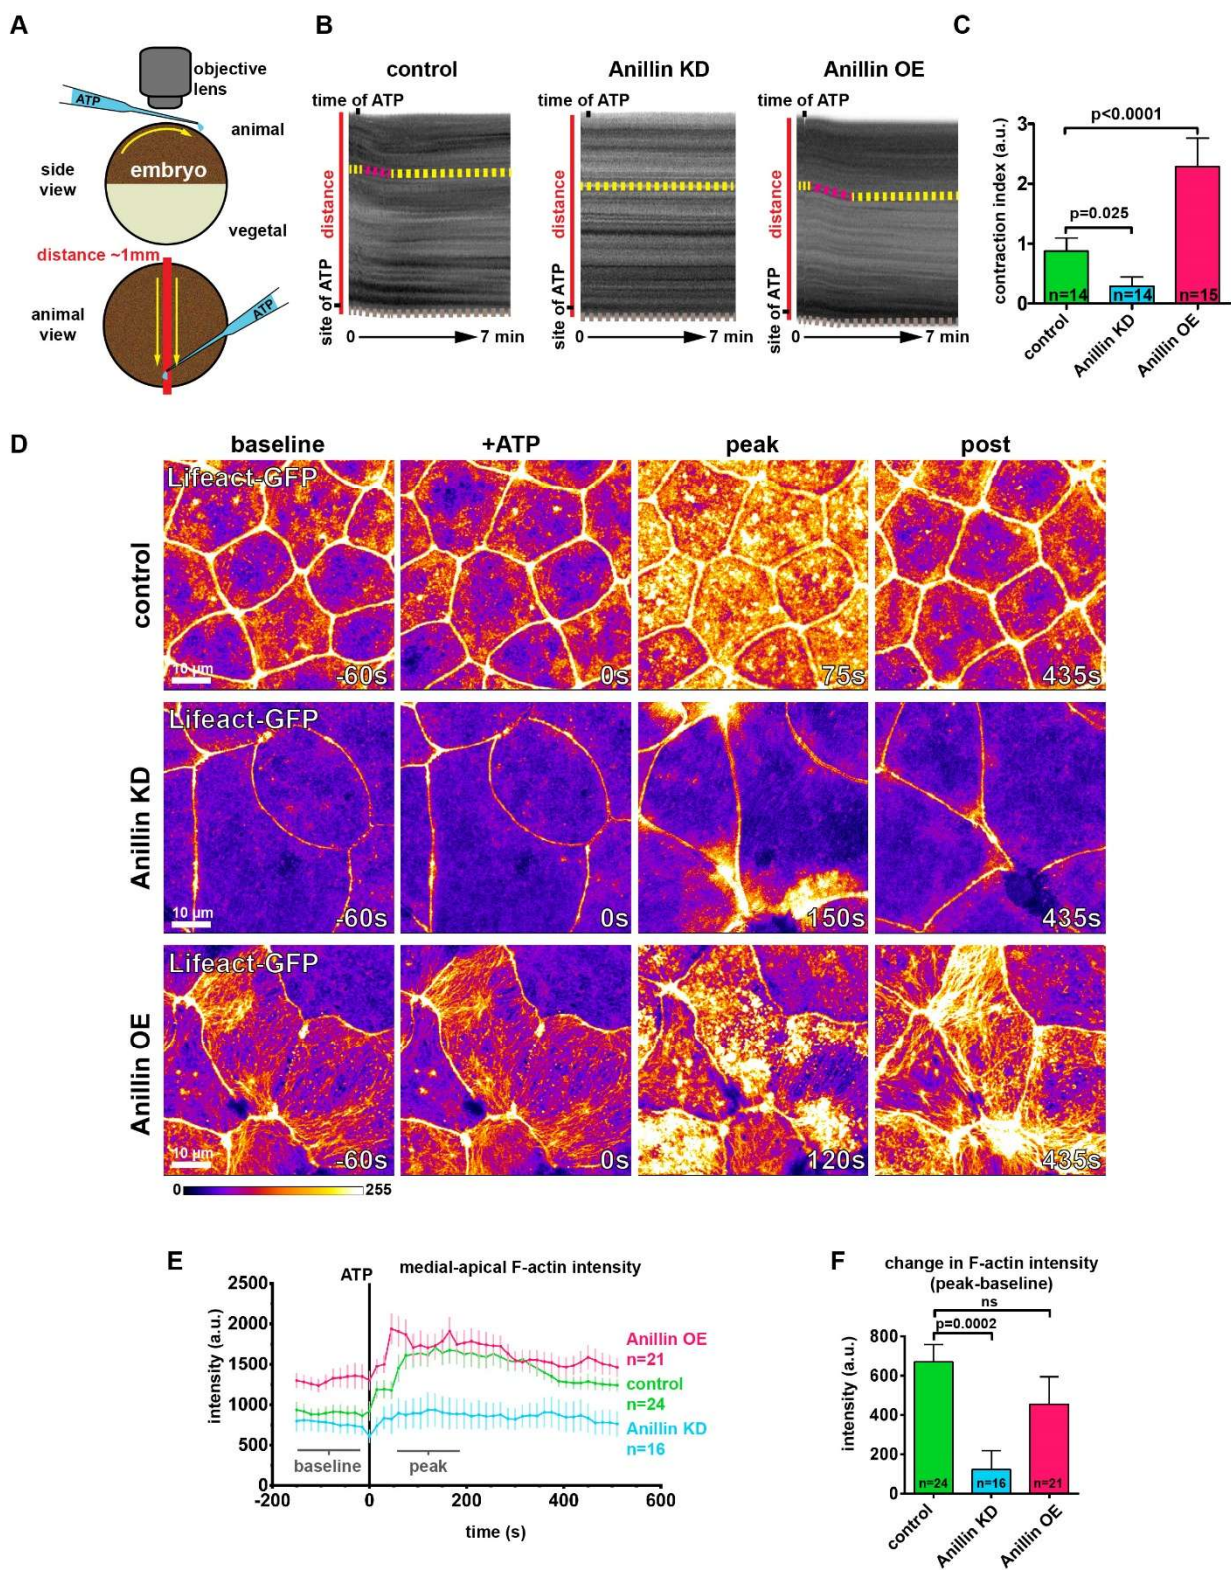 A
objective
lens
ATP
animal
side
view
embryo
vegetal
distance ~1mm
animal
view
ATP
B
control
Anillin KD
Anillin OE
time of ATP
time of ATP
time of ATP
distance
distance
distance
site of ATP
site of ATP
site of ATP
0
7 min
0
7 min
0
7 min
C
contraction index (a.u.)
3
2
1
0
p<0.0001
p=0.025
n=14
n=14
n=15
control
Anillin KD
Anillin OE
D
baseline
+ATP
peak
post
control
Lifeact-GFP
10 µm
-60s
0s
75s
435s
Anillin KD
Lifeact-GFP
10 µm
-60s
0s
150s
435s
Anillin OE
Lifeact-GFP
10 µm
-60s
0s
120s
435s
0
255
E
ATP
medial-apical F-actin intensity
intensity (a.u.)
2500
2000
1500
1000
500
0
Anillin OE
n=21
control
n=24
Anillin KD
n=16
baseline
peak
-200
0
200
400
600
time (s)
F
change in F-actin intensity
(peak-baseline)
ns
p=0.0002
intensity (a.u.)
800
600
400
200
0
n=24
n=16
n=21
control
Anillin KD
Anillin OE